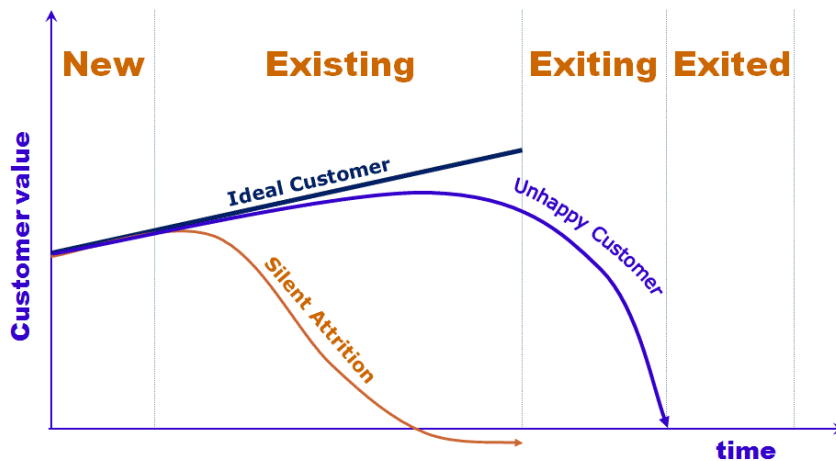 New
Existing
Exiting
Exited
Customer value
Ideal Customer
Unhappy Customer
Silent Attrition
time